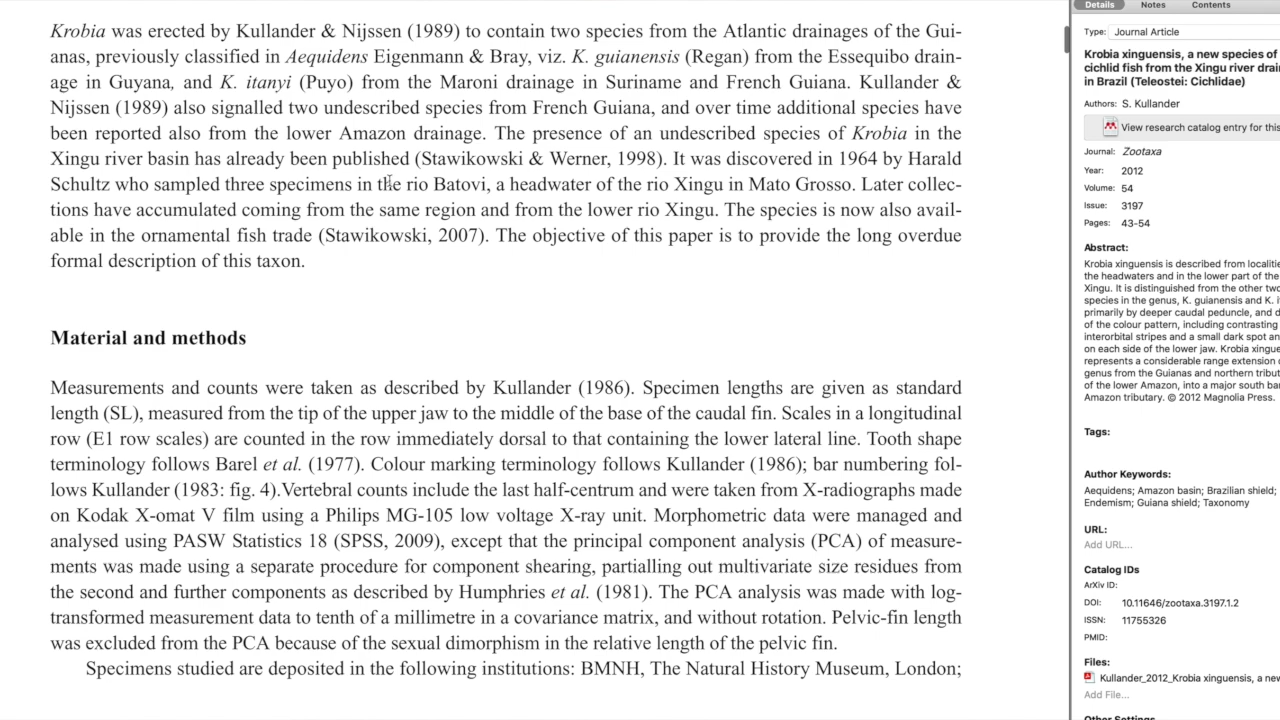 Krobia was erected by Kullander & Nijssen (1989) to contain two species from the Atlantic drainages of the Gui-
anas, previously classified in Aequidens Eigenmann & Bray, viz. K. guianensis (Regan) from the Essequibo drain-
age in Guyana, and K. itanyi (Puyo) from the Maroni drainage in Suriname and French Guiana. Kullander &
Nijssen (1989) also signalled two undescribed species from French Guiana, and over time additional species have
been reported also from the lower Amazon drainage. The presence of an undescribed species of Krobia in the
Xingu river basin has already been published (Stawikowski & Werner, 1998). It was discovered in 1964 by Harald
Schultz who sampled three specimens in the rio Batovi, a headwater of the rio Xingu in Mato Grosso. Later collec-
tions have accumulated coming from the same region and from the lower rio Xingu. The species is now also avail-
able in the ornamental fish trade (Stawikowski, 2007). The objective of this paper is to provide the long overdue
formal description of this taxon.
Material and methods
Measurements and counts were taken as described by Kullander (1986). Specimen lengths are given as standard
length (SL), measured from the tip of the upper jaw to the middle of the base of the caudal fin. Scales in a longitudinal
row (E1 row scales) are counted in the row immediately dorsal to that containing the lower lateral line. Tooth shape
terminology follows Barel et al. (1977). Colour marking terminology follows Kullander (1986); bar numbering fol-
lows Kullander (1983: fig. 4).Vertebral counts include the last half-centrum and were taken from X-radiographs made
on Kodak X-omat V film using a Philips MG-105 low voltage X-ray unit. Morphometric data were managed and
analysed using PASW Statistics 18 (SPSS, 2009), except that the principal component analysis (PCA) of measure-
ments was made using a separate procedure for component shearing, partialling out multivariate size residues from
the second and further components as described by Humphries et al. (1981). The PCA analysis was made with log-
transformed measurement data to tenth of a millimetre in a covariance matrix, and without rotation. Pelvic-fin length
was excluded from the PCA because of the sexual dimorphism in the relative length of the pelvic fin.
Specimens studied are deposited in the following institutions: BMNH, The Natural History Museum, London;
Details Notes Contents
Type: Journal Article
Krobia xinguensis, a new species of
cichlid fish from the Xingu river drai
in Brazil (Teleostei: Cichlidae)
Authors: S. Kullander
View research catalog entry for this
Journal: Zootaxa
Year: 2012
Volume: 54
Issue: 3197
Pages: 43-54
Abstract:
Krobia xinguensis is described from localitie
the headwaters and in the lower part of the
Xingu. It is distinguished from the other two
species in the genus, K. guianensis and K. i
primarily by deeper caudal peduncle, and d
of the colour pattern, including contrasting
interorbital stripes and a small dark spot an
on each side of the lower jaw. Krobia xingue
represents a considerable range extension o
genus from the Guianas and northern tribut
of the lower Amazon, into a major south bar
Amazon tributary. © 2012 Magnolia Press.
Tags:
Author Keywords:
Aequidens; Amazon basin; Brazilian shield;
Endemism; Guiana shield; Taxonomy
URL:
Add URL...
Catalog IDs
ArXiv ID:
DOI: 10.11646/zootaxa.3197.1.2
ISSN: 11755326
PMID:
Files:
Kullander_2012_Krobia xinguensis, a new
Add File...
Other Settings